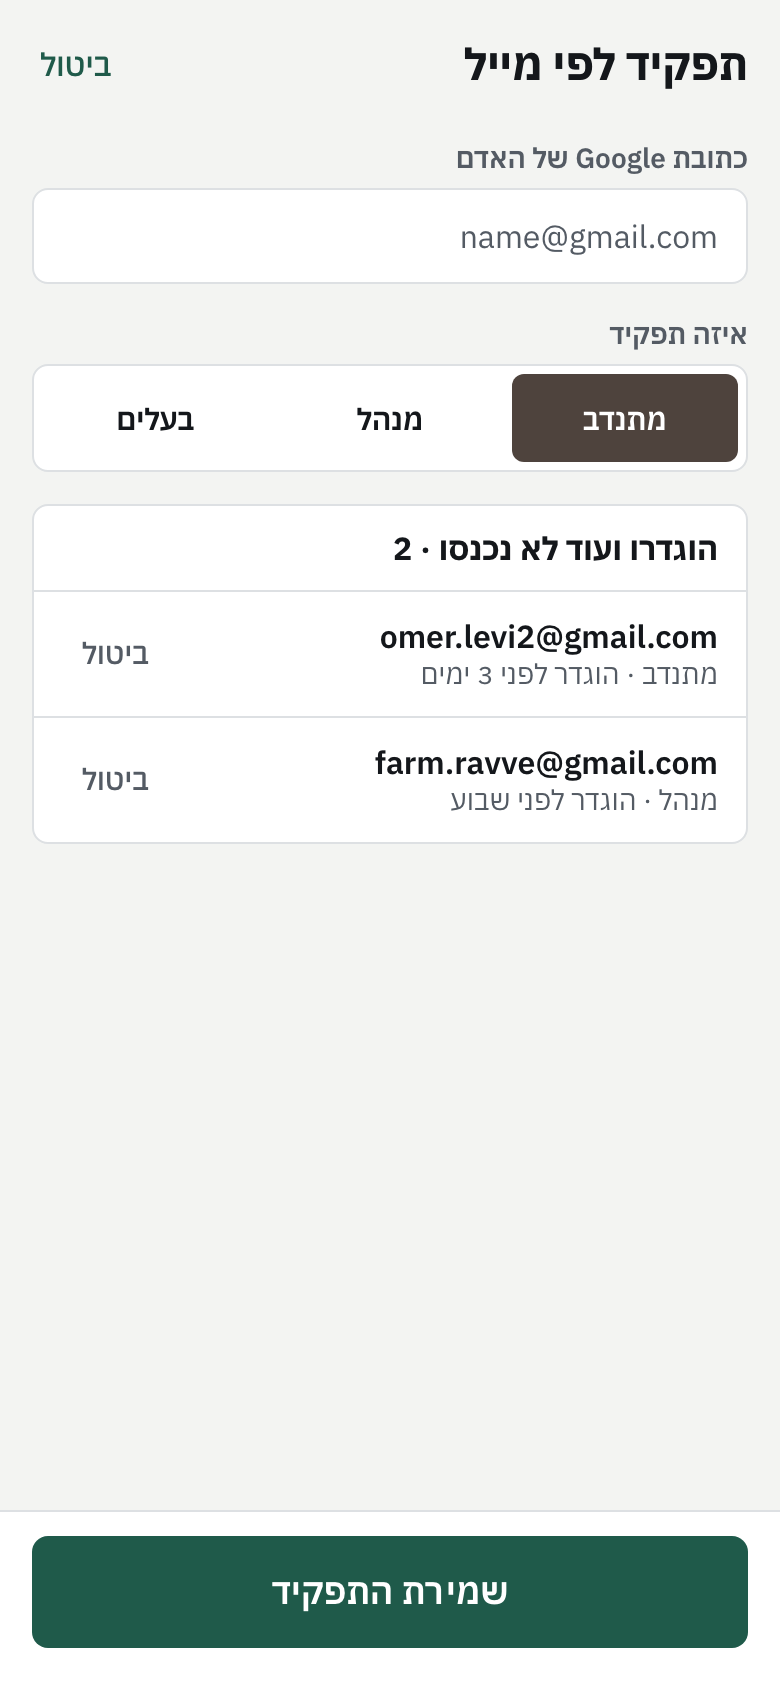 תפקיד לפי מייל
ביטול
כתובת Google של האדם
name@gmail.com
איזה תפקיד
מתנדב
מנהל
בעלים
הוגדרו ועוד לא נכנסו · 2
omer.levi2@gmail.com
מתנדב · הוגדר לפני 3 ימים
ביטול
farm.ravve@gmail.com
מנהל · הוגדר לפני שבוע
ביטול
שמירת התפקיד